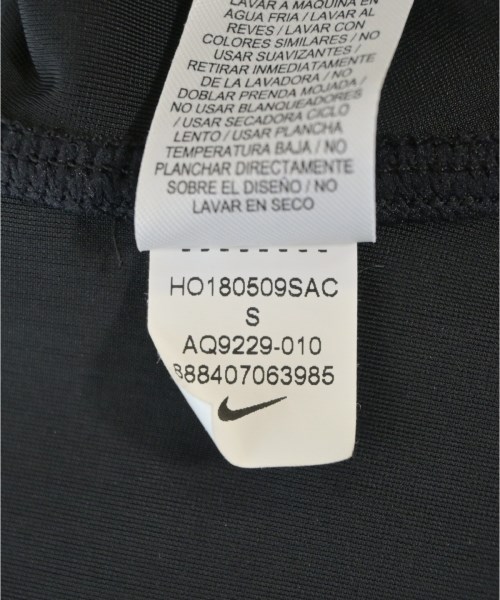 LAVAR A MÁQUINA EN
AGUA FRIA / LAVAR AL
REVES / LAVAR CON
COLORES SIMILARES / NO
USAR SUAVIZANTES /
RETIRAR INMEDIATAMENTE
DE LA LAVADORA / NO
DOBLAR PRENDA MOJADA /
NO USAR BLANQUEADORES
/ USAR SECADORA CICLO
LENTO / USAR PLANCHA
TEMPERATURA BAJA / NO
PLANCHAR DIRECTAMENTE
SOBRE EL DISEÑO / NO
LAVAR EN SECO
HO180509SAC
S
AQ9229-010
888407063985